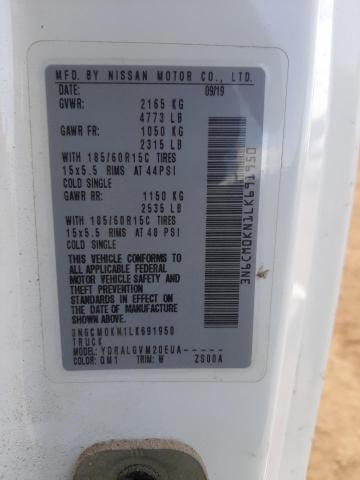 MFD. BY NISSAN MOTOR CO., LTD.
DATE: 09/19
GVWR: 2165 KG
4773 LB
GAWR FR: 1050 KG
2315 LB
WITH 185/60R15C TIRES
15x5.5 RIMS AT 44PSI
COLD SINGLE
GAWR RR: 1150 KG
2535 LB
WITH 185/60R15C TIRES
15x5.5 RIMS AT 48 PSI
COLD SINGLE
THIS VEHICLE CONFORMS TO
ALL APPLICABLE FEDERAL
MOTOR VEHICLE SAFETY AND
THEFT PREVENTION
STANDARDS IN EFFECT ON
THE DATE OF MANUFACTURE
SHOWN ABOVE.
3N6CM0KN1LK691950
TRUCK
MODEL: YDRALGVM20EUA-----
COLOR: QM1 TRIM: W ZS00A
3N6CM0KN1LK691950